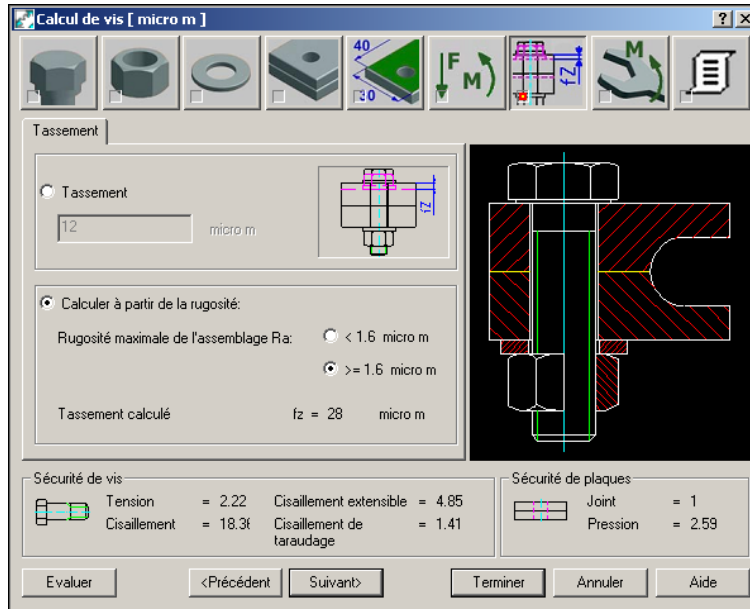 Calcul de vis [ micro m ]
40
30
F
M
fZ
M
Tassement
Tassement
12 micro m
fZ
Calculer à partir de la rugosité:
Rugosité maximale de l'assemblage Ra: < 1.6 micro m
>= 1.6 micro m
Tassement calculé fz = 28 micro m
Sécurité de vis
Tension = 2.22 Cisaillement extensible = 4.85
Cisaillement = 18.36 Cisaillement de taraudage = 1.41
Sécurité de plaques
Joint = 1
Pression = 2.59
Evaluer <Précédent Suivant> Terminer Annuler Aide